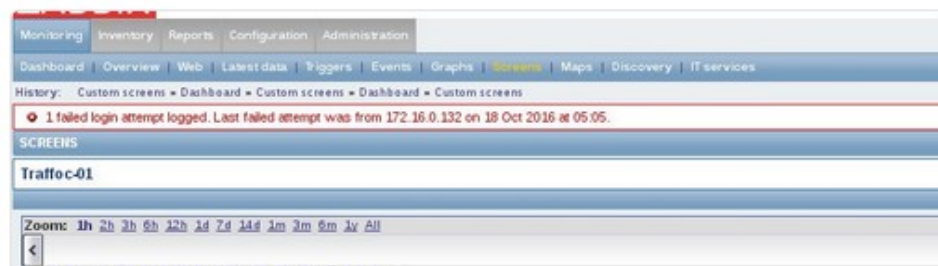 Monitoring Inventory Reports Configuration Administration
Dashboard | Overview | Web | Latest data | Triggers | Events | Graphs | Screens | Maps | Discovery | IT services
History: Custom screens » Dashboard » Custom screens » Dashboard » Custom screens
1 failed login attempt logged. Last failed attempt was from 172.16.0.132 on 18 Oct 2016 at 05:05.
SCREENS
Traffoc-01
Zoom: 1h 2h 3h 6h 12h 1d 7d 14d 1m 3m 6m 1y All